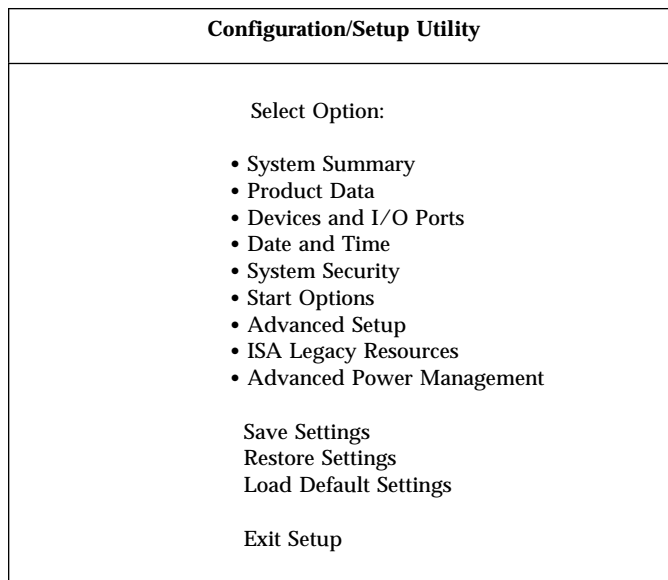 Configuration/Setup Utility
Select Option:
• System Summary
• Product Data
• Devices and I/O Ports
• Date and Time
• System Security
• Start Options
• Advanced Setup
• ISA Legacy Resources
• Advanced Power Management
Save Settings
Restore Settings
Load Default Settings
Exit Setup